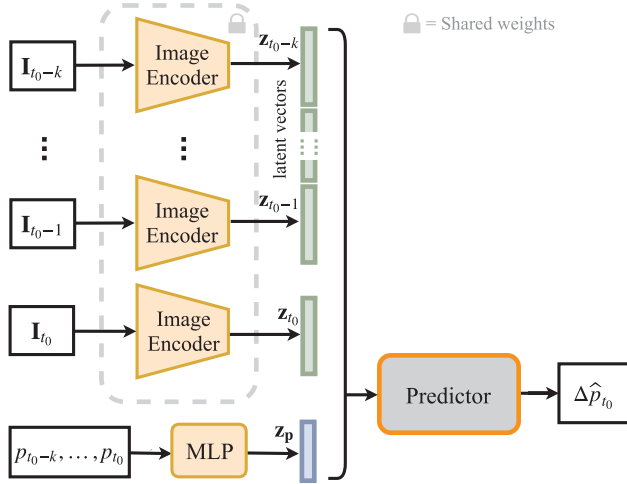 𝐈_{t₀−k}
Image
Encoder
𝐳_{t₀−k}
= Shared weights
latent vectors
𝐈_{t₀−1}
Image
Encoder
𝐳_{t₀−1}
𝐈_{t₀}
Image
Encoder
𝐳_{t₀}
Predictor
Δp̂_{t₀}
p_{t₀−k}, …, p_{t₀}
MLP
𝐳_𝐩